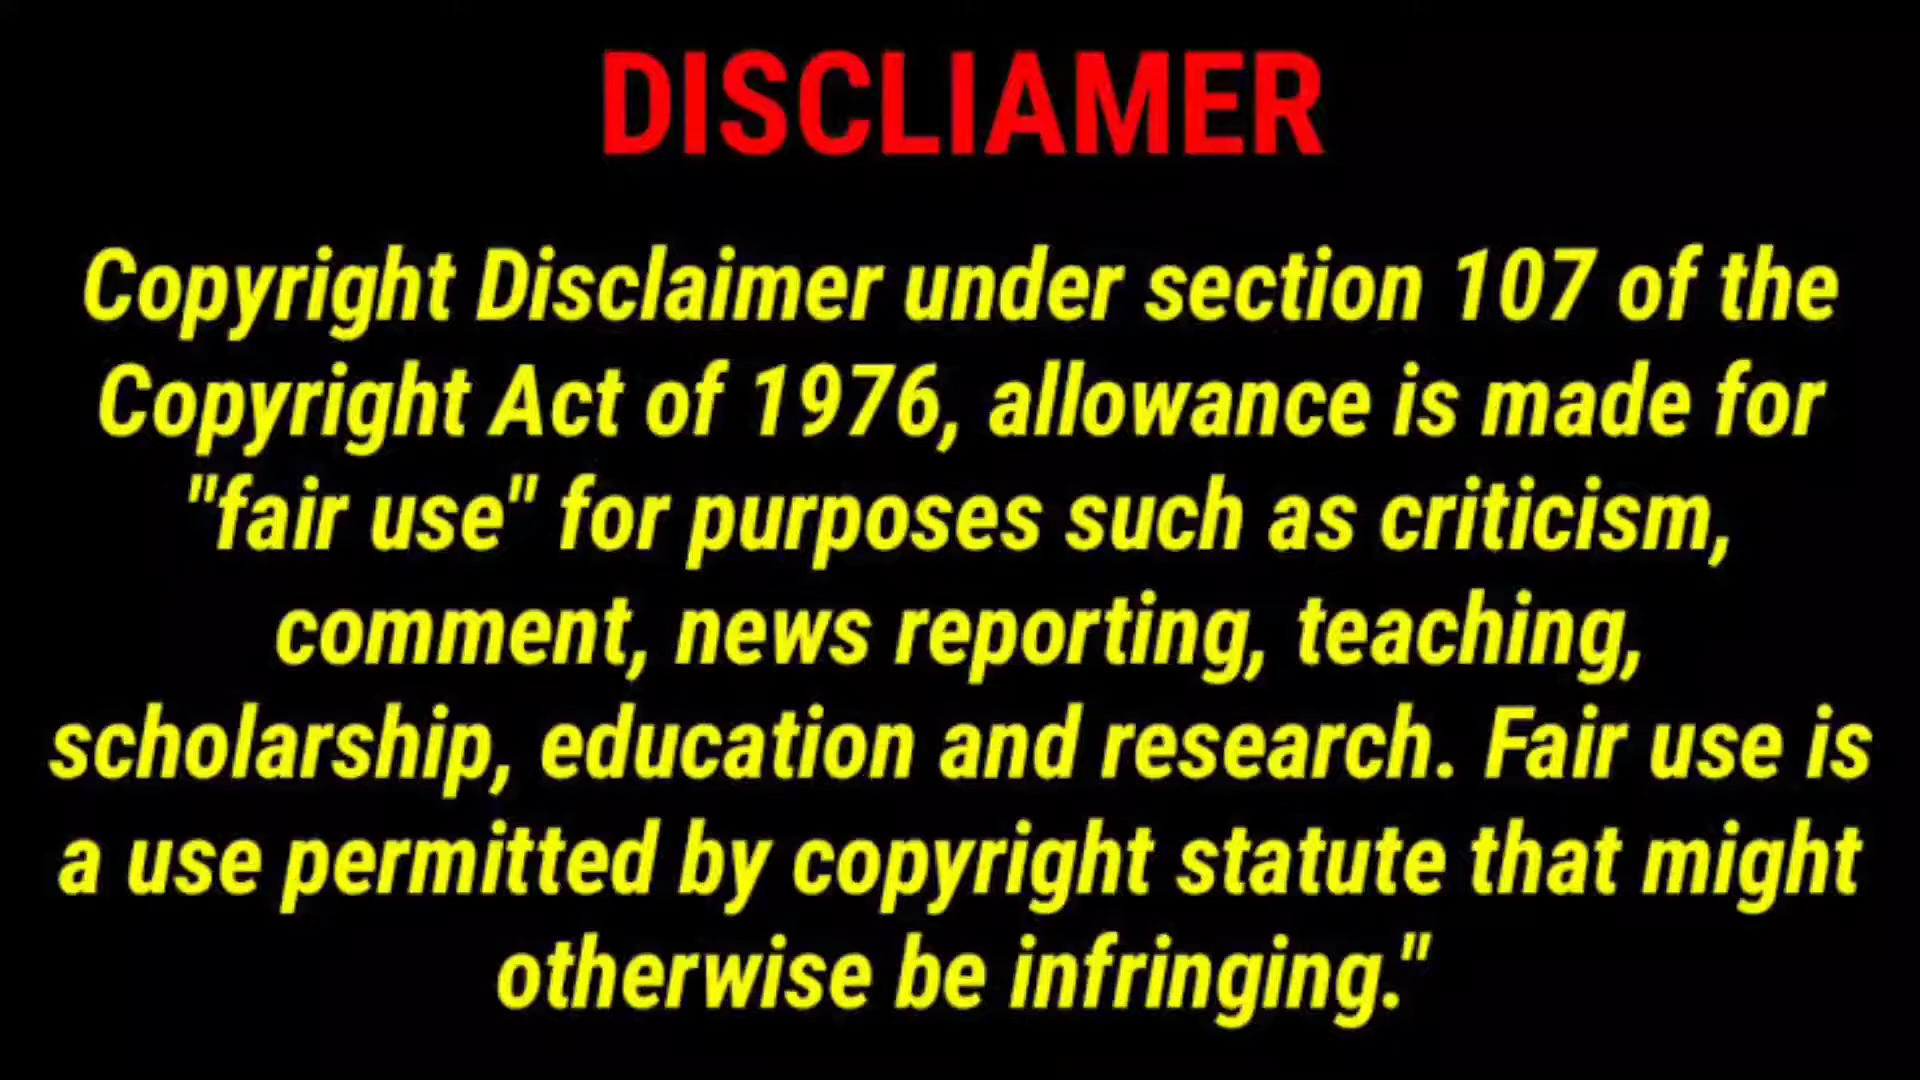 DISCLIAMER
Copyright Disclaimer under section 107 of the
Copyright Act of 1976, allowance is made for
"fair use" for purposes such as criticism,
comment, news reporting, teaching,
scholarship, education and research. Fair use is
a use permitted by copyright statute that might
otherwise be infringing."